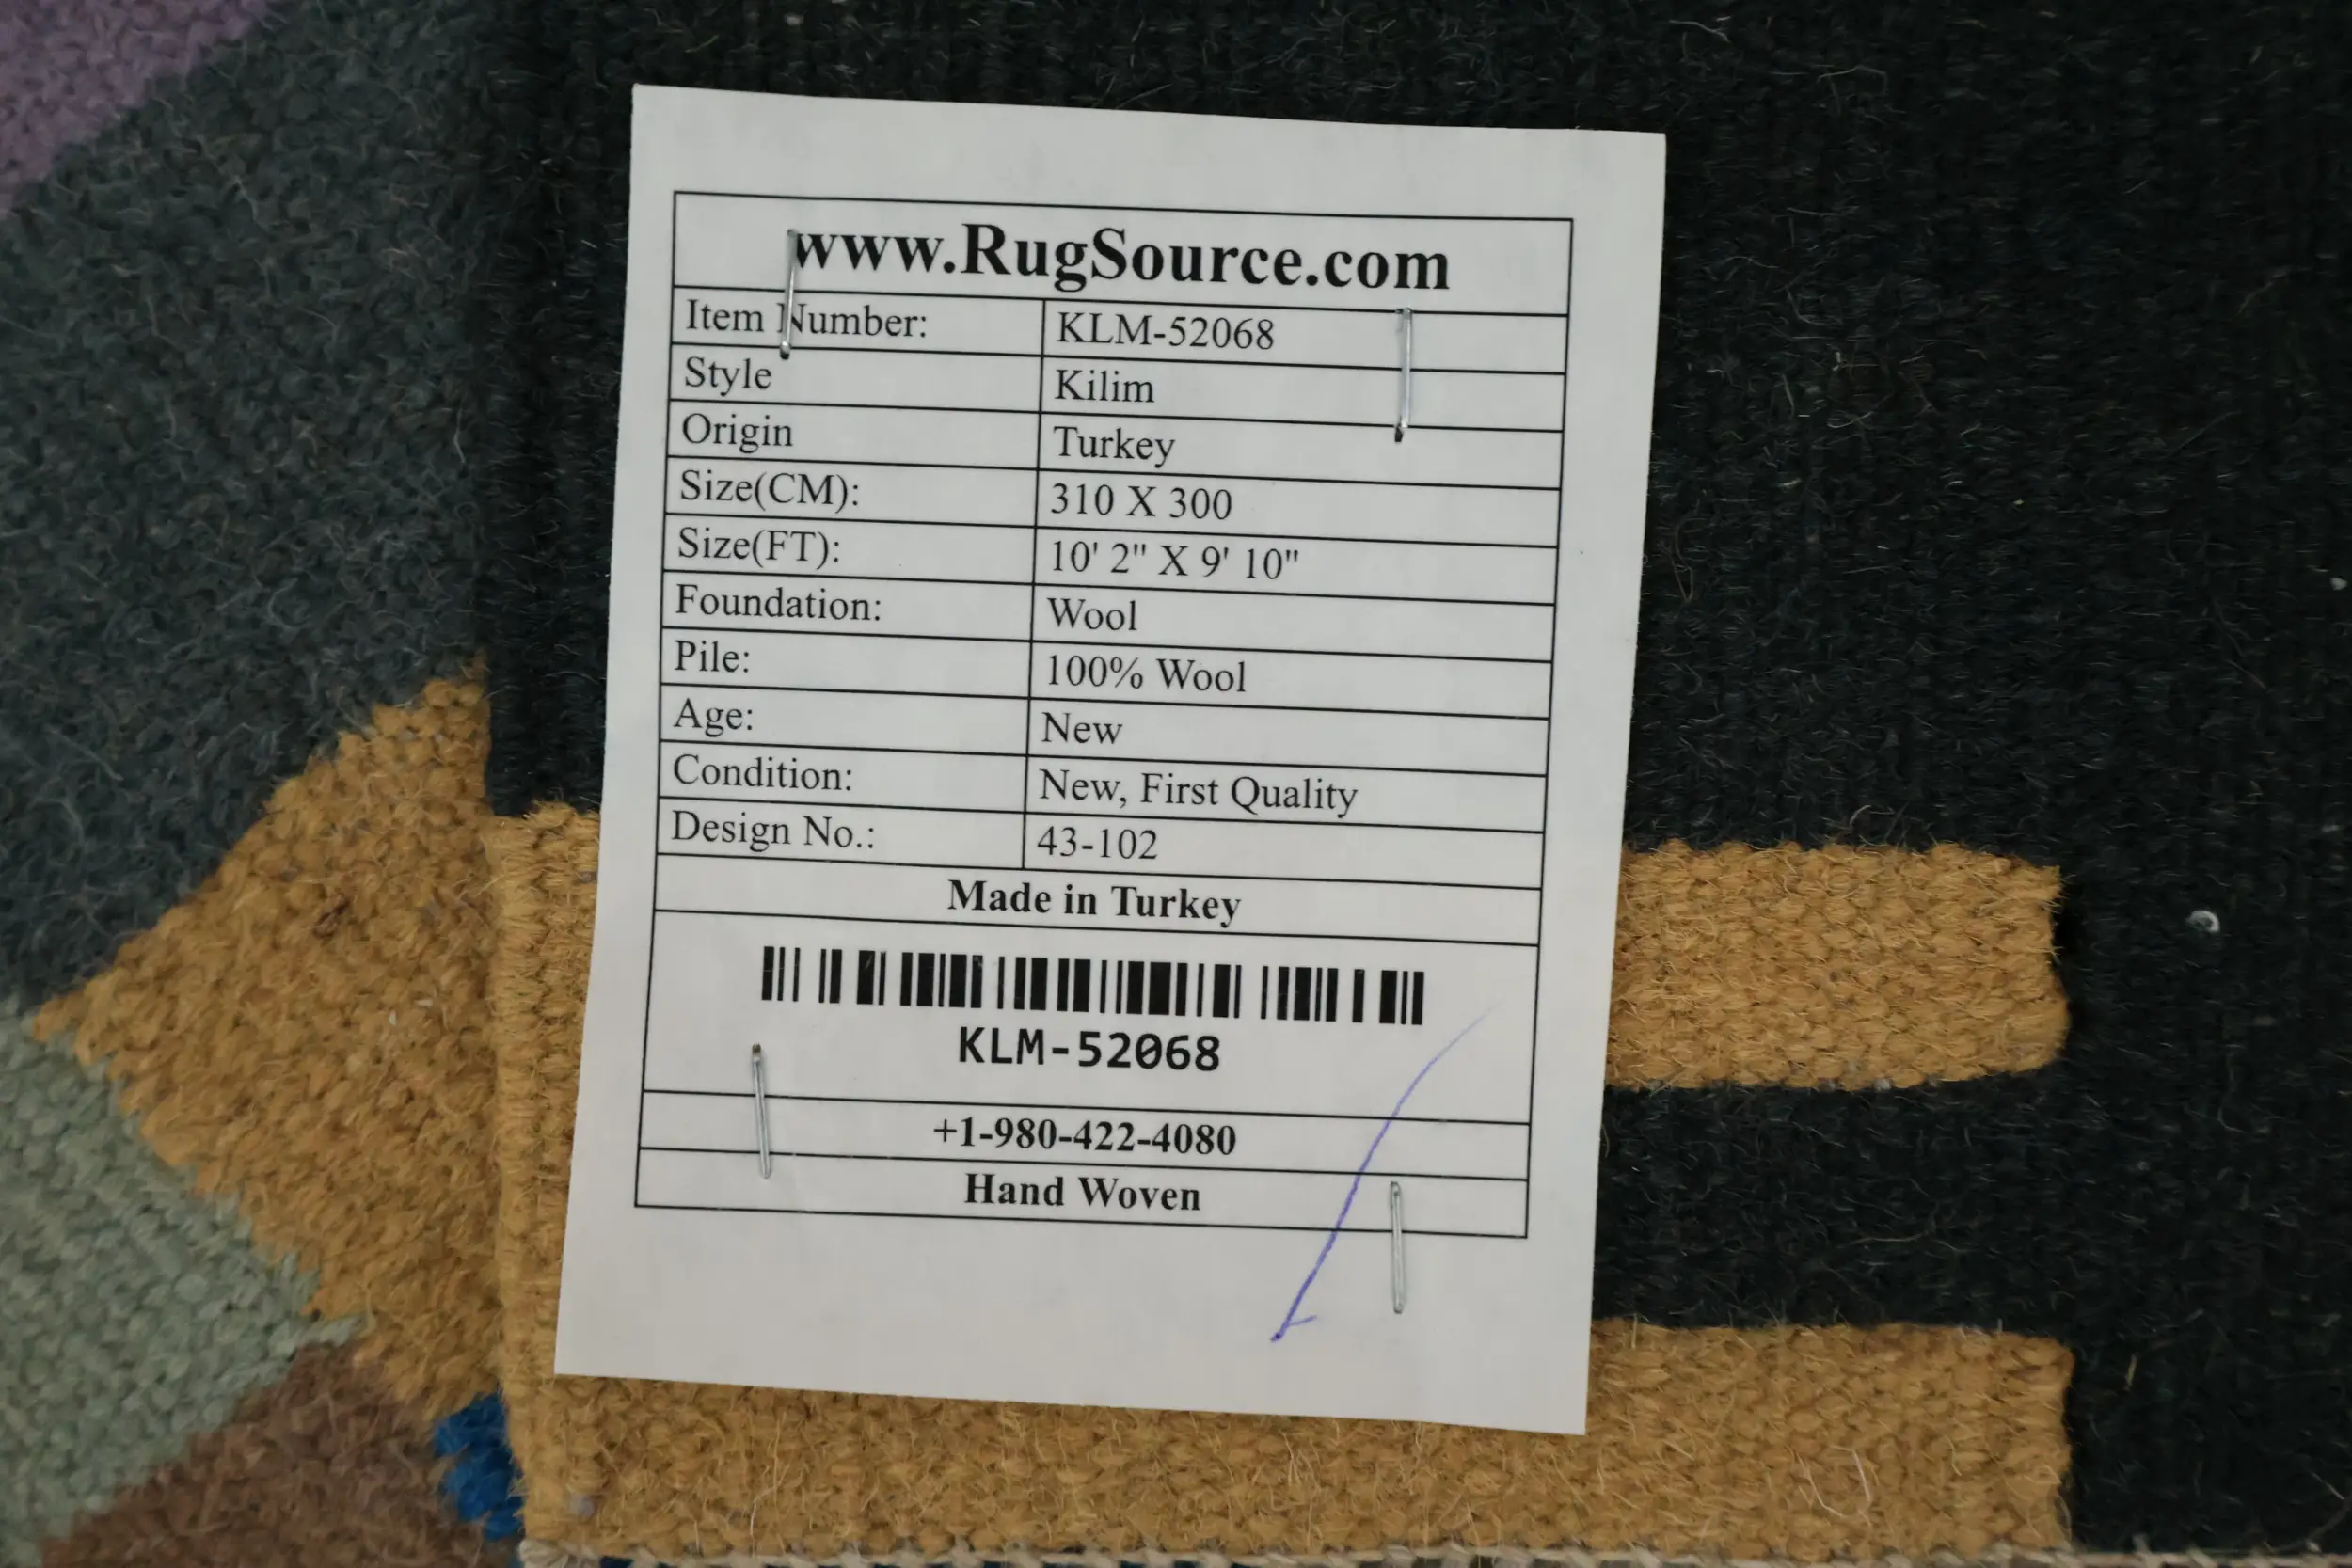 www.RugSource.com
Item Number: KLM-52068
Style Kilim
Origin Turkey
Size(CM): 310 X 300
Size(FT): 10' 2" X 9' 10"
Foundation: Wool
Pile: 100% Wool
Age: New
Condition: New, First Quality
Design No.: 43-102
Made in Turkey
KLM-52068
+1-980-422-4080
Hand Woven